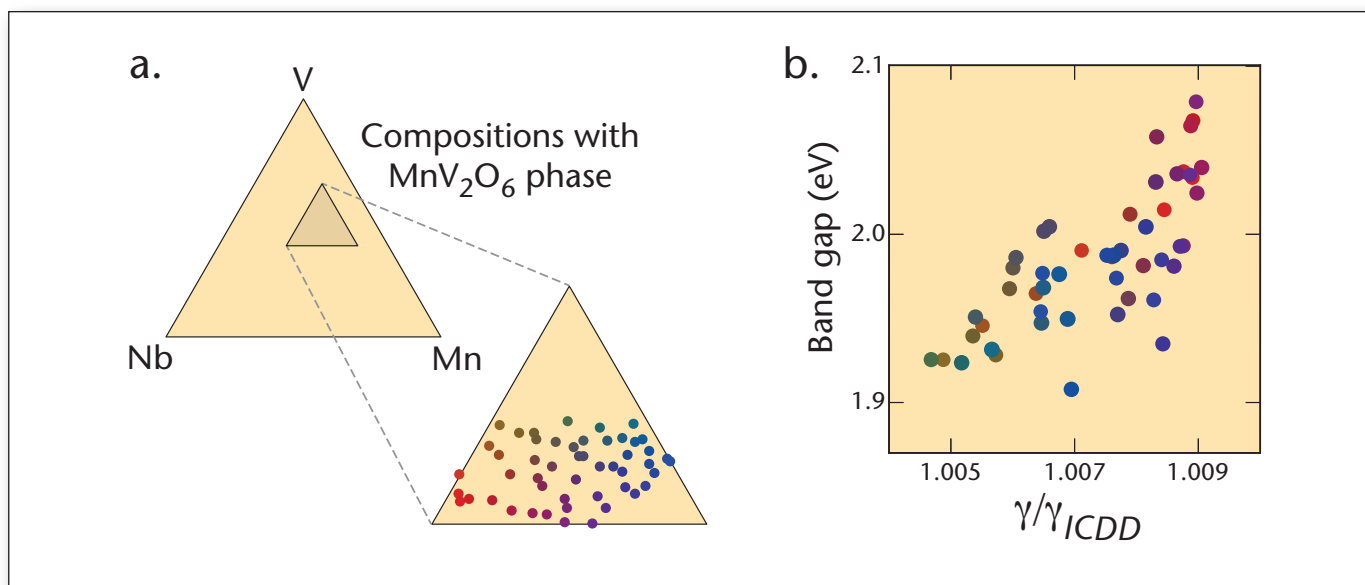 a.
V
Compositions with
MnV2O6 phase
Nb
Mn
b.
2.1
2.0
1.9
Band gap (eV)
1.005
1.007
1.009
γ/γICDD